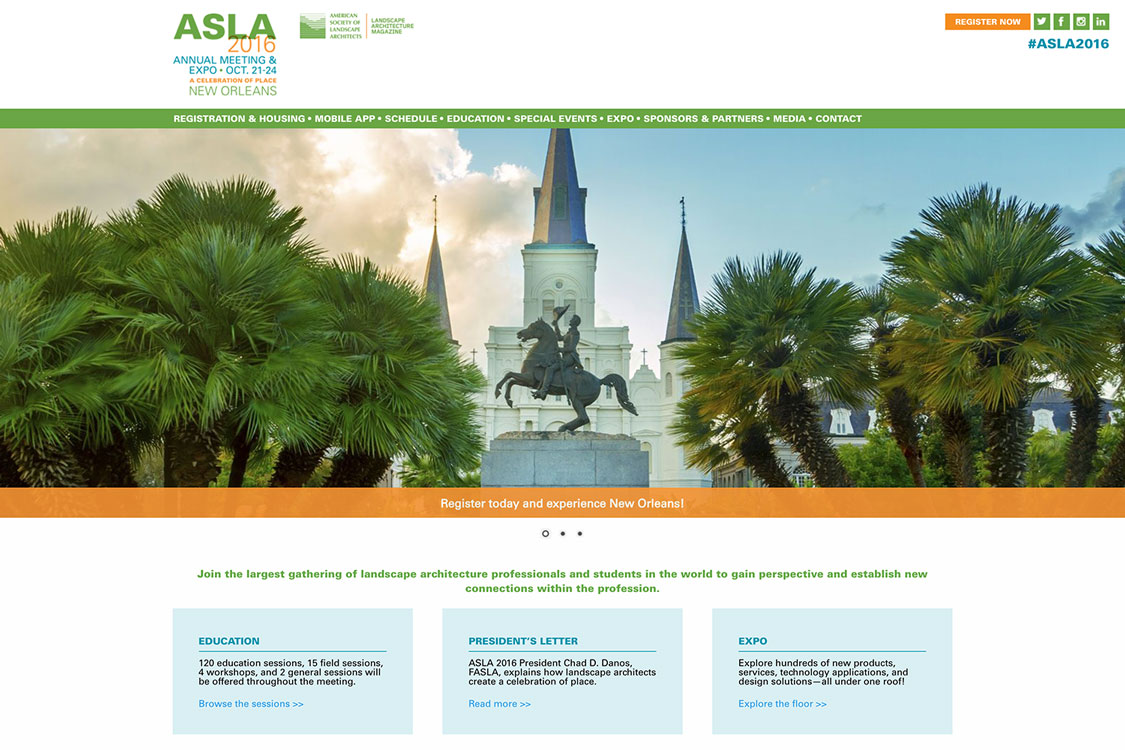 ASLA
2016
ANNUAL MEETING &
EXPO • OCT. 21-24
A CELEBRATION OF PLACE
NEW ORLEANS
AMERICAN
SOCIETY OF
LANDSCAPE
ARCHITECTS
LANDSCAPE
ARCHITECTURE
MAGAZINE
REGISTER NOW
#ASLA2016
REGISTRATION & HOUSING • MOBILE APP • SCHEDULE • EDUCATION • SPECIAL EVENTS • EXPO • SPONSORS & PARTNERS • MEDIA • CONTACT
Register today and experience New Orleans!
Join the largest gathering of landscape architecture professionals and students in the world to gain perspective and establish new
connections within the profession.
EDUCATION
120 education sessions, 15 field sessions,
4 workshops, and 2 general sessions will
be offered throughout the meeting.
Browse the sessions >>
PRESIDENT’S LETTER
ASLA 2016 President Chad D. Danos,
FASLA, explains how landscape architects
create a celebration of place.
Read more >>
EXPO
Explore hundreds of new products,
services, technology applications, and
design solutions—all under one roof!
Explore the floor >>